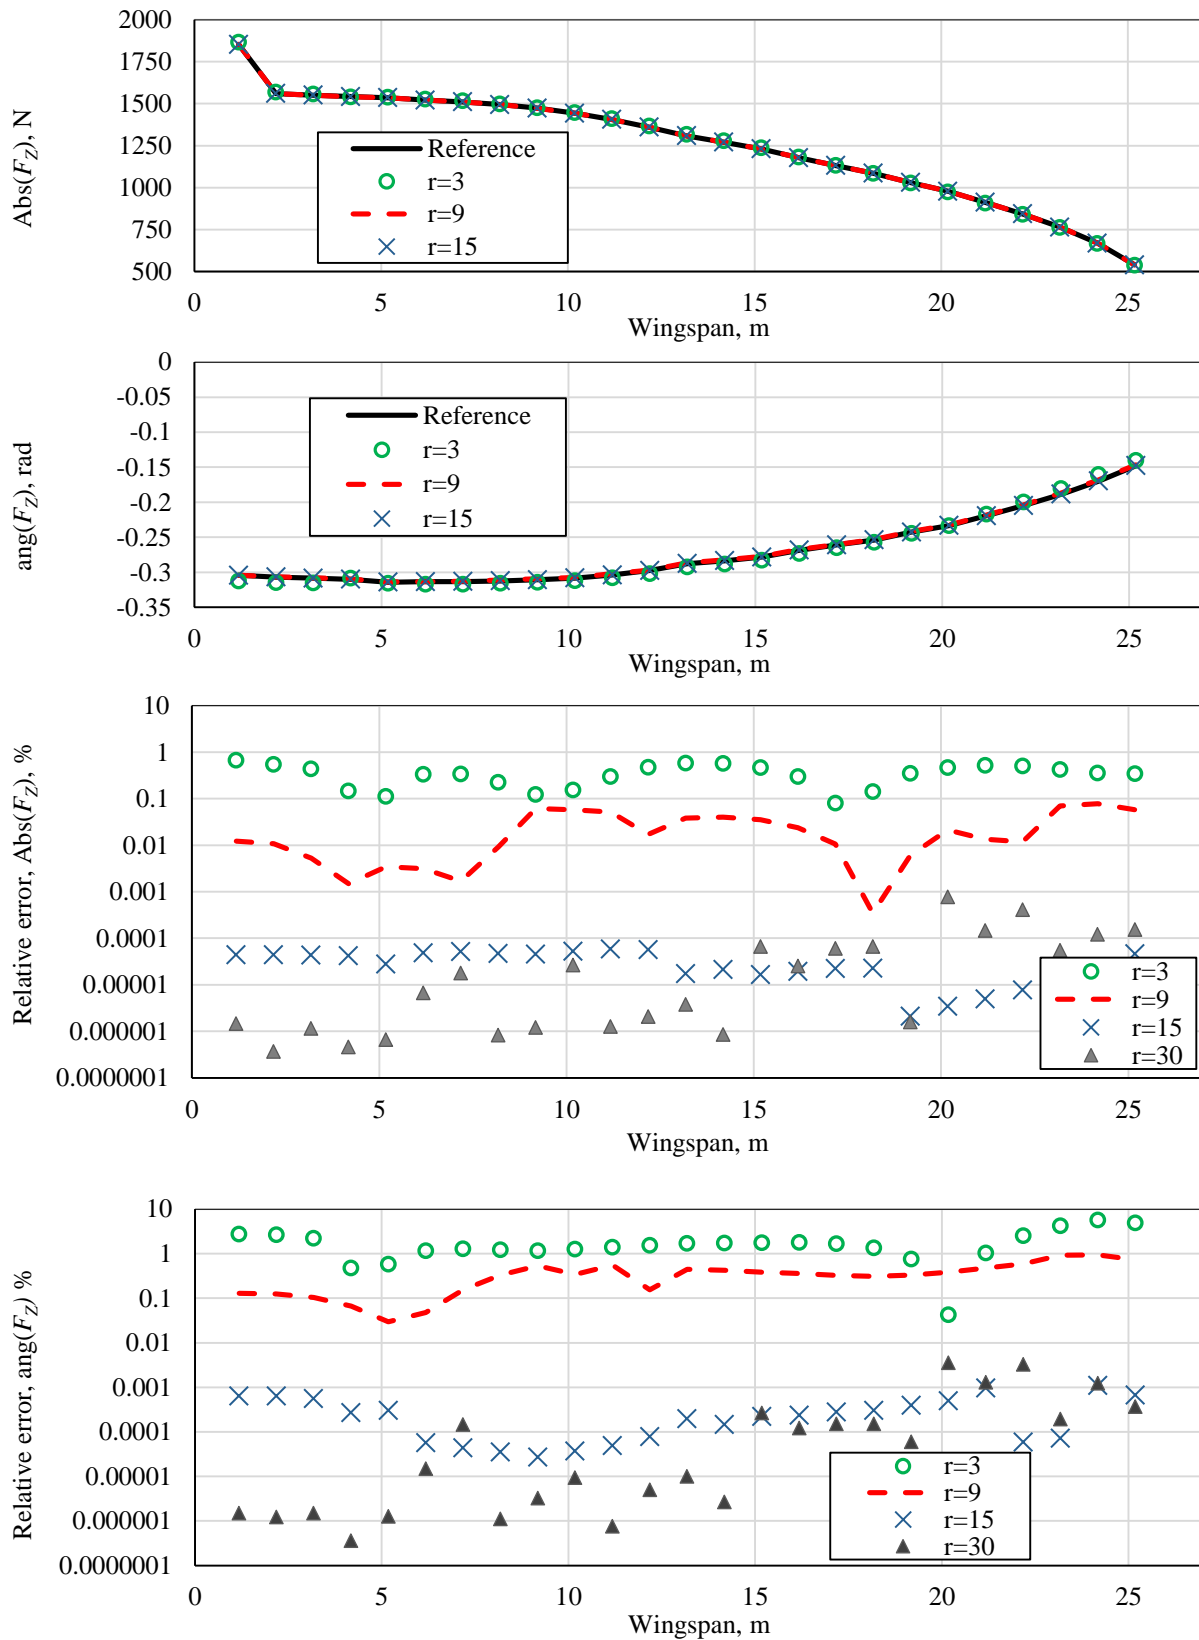 2000
1750
1500
1250
1000
750
500
Abs(F_Z), N
Reference
r=3
r=9
r=15
0 5 10 15 20 25
Wingspan, m
0
-0.05
-0.1
-0.15
-0.2
-0.25
-0.3
-0.35
ang(F_Z), rad
Reference
r=3
r=9
r=15
0 5 10 15 20 25
Wingspan, m
10
1
0.1
0.01
0.001
0.0001
0.00001
0.000001
0.0000001
Relative error, Abs(F_Z), %
r=3
r=9
r=15
r=30
0 5 10 15 20 25
Wingspan, m
10
1
0.1
0.01
0.001
0.0001
0.00001
0.000001
0.0000001
Relative error, ang(F_Z) %
r=3
r=9
r=15
r=30
0 5 10 15 20 25
Wingspan, m